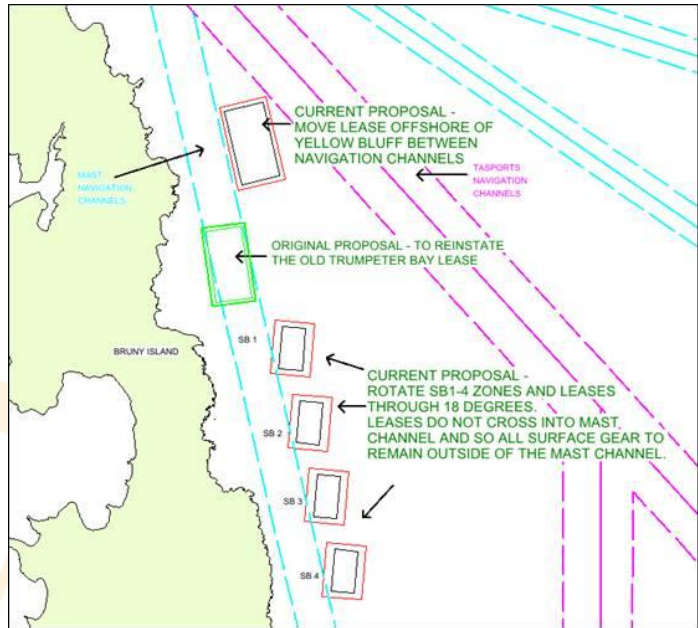 CURRENT PROPOSAL -
MOVE LEASE OFFSHORE OF
YELLOW BLUFF BETWEEN
NAVIGATION CHANNELS
MAST
NAVIGATION
CHANNELS
TASPORTS
NAVIGATION
CHANNELS
ORIGINAL PROPOSAL - TO REINSTATE
THE OLD TRUMPETER BAY LEASE
SB 1
BRUNY ISLAND
CURRENT PROPOSAL -
ROTATE SB1-4 ZONES AND LEASES
THROUGH 18 DEGREES.
LEASES DO NOT CROSS INTO MAST
CHANNEL AND SO ALL SURFACE GEAR TO
REMAIN OUTSIDE OF THE MAST CHANNEL.
SB 2
SB 3
SB 4